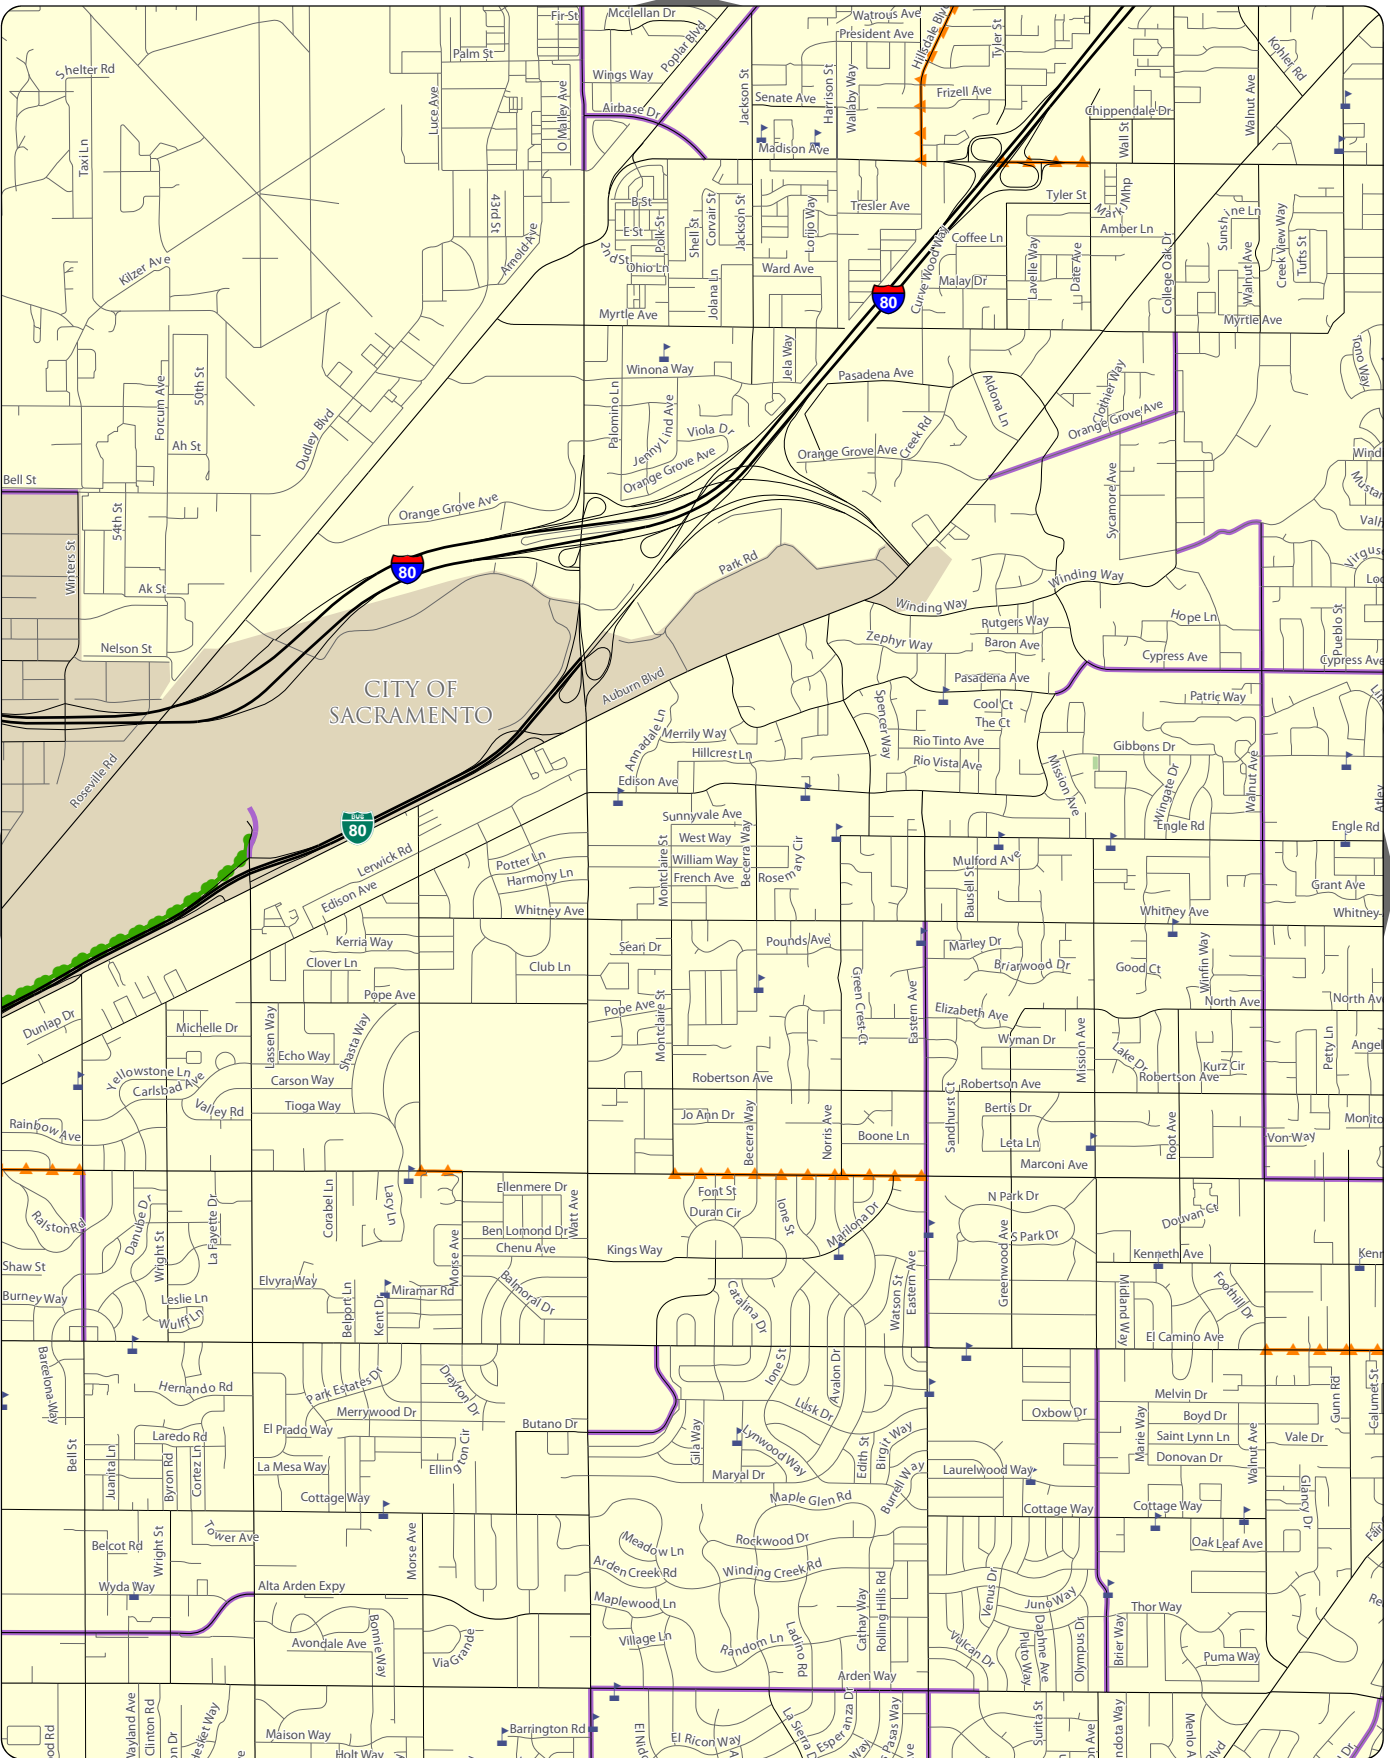 Fir St
Mcclellan Dr
Watrous Ave
President Ave
Hillsdale Blvd
Tyler St
Kohler Rd
Palm St
Poplar Blvd
Shelter Rd
Wings Way
Luce Ave
O Malley Ave
Airbase Dr
Jackson St
Senate Ave
Harrison St
Wallaby Way
Frizell Ave
Chippendale Dr
Walnut Ave
Taxi Ln
Madison Ave
Wall St
43rd St
Arnold Ave
B St
E St
2nd St
Polk St
Ohio Ln
Shell St
Corvair St
Jackson St
Lorijo Way
Tresler Ave
Tyler St
Mark J Mhp
Amber Ln
Coffee Ln
Curve Wood Way
Lavelle Way
Date Ave
College Oak Dr
Walnut Ave
Creek View Way
Tufts St
Kilzer Ave
Jolana Ln
Ward Ave
Malay Dr
80
Myrtle Ave
Myrtle Ave
Winona Way
Jela Way
Pasadena Ave
Aldona Ln
Clothier Way
Tono Way
Forcum Ave
50th St
Palomino Ln
Jenny Lind Ave
Viola Dr
Orange Grove Ave
Creek Rd
Orange Grove Ave
Orange Grove Ave
Dudley Blvd
Ah St
Bell St
54th St
Orange Grove Ave
Sycamore Ave
Winters St
80
Park Rd
Ak St
Winding Way
Winding Way
Nelson St
Zephyr Way
Rutgers Way
Baron Ave
Hope Ln
Pueblo St
Cypress Ave
Cypress Ave
CITY OF
SACRAMENTO
Auburn Blvd
Pasadena Ave
Cool Ct
The Ct
Patric Way
Spencer Way
Annadale Ln
Merrily Way
Hillcrest Ln
Rio Tinto Ave
Rio Vista Ave
Gibbons Dr
Mission Ave
Wingate Dr
Walnut Ave
Roseville Rd
Edison Ave
Sunnyvale Ave
Engle Rd
Engle Rd
BUS
80
Lerwick Rd
Edison Ave
Potter Ln
Harmony Ln
Whitney Ave
Montclaire St
West Way
William Way
French Ave
Becerra Way
Rosemary Cir
Mulford Ave
Bausell St
Whitney Ave
Grant Ave
Whitney
Kerria Way
Clover Ln
Pope Ave
Club Ln
Sean Dr
Pope Ave
Montclaire St
Pounds Ave
Green Crest Ct
Eastern Ave
Marley Dr
Briarwood Dr
Good Ct
Winfin Way
North Ave
North Av
Elizabeth Ave
Dunlap Dr
Michelle Dr
Lassen Way
Echo Way
Shasta Way
Carson Way
Tioga Way
Yellowstone Ln
Carlsbad Ave
Valley Rd
Rainbow Ave
Robertson Ave
Wyman Dr
Mission Ave
Lake Dr
Robertson Ave
Robertson Ave
Kurz Cir
Petty Ln
Jo Ann Dr
Becerra Way
Norris Ave
Boone Ln
Sandhurst Ct
Bertis Dr
Leta Ln
Marconi Ave
Root Ave
Von Way
Ralston Rd
Danube Dr
Wright St
La Fayette Dr
Corabel Ln
Lacy Ln
Ellenmere Dr
Ben Lomond Dr
Chenu Ave
Watt Ave
Morse Ave
Font St
Duran Cir
Ione St
Marilona Dr
Kings Way
N Park Dr
S Park Dr
Greenwood Ave
Douvan Ct
Kenneth Ave
Shaw St
Burney Way
Leslie Ln
Wulff Ln
Elvyra Way
Belport Ln
Kent Dr
Miramar Rd
Balmoral Dr
Catalina Dr
Watson St
Eastern Ave
Midland Way
Foothill Dr
El Camino Ave
Barcelona Way
Hernando Rd
Park Estates Dr
Merrywood Dr
Drayton Dr
El Prado Way
Butano Dr
Ione St
Avalon Dr
Lusk Dr
Gila Way
Lynwood Way
Edith St
Birgit Way
Oxbow Dr
Melvin Dr
Boyd Dr
Saint Lynn Ln
Donovan Dr
Marie Way
Walnut Ave
Vale Dr
Gunn Rd
Calumet St
Bell St
Juanita Ln
Laredo Rd
Byron Rd
Cortez Ln
La Mesa Way
Ellington Cir
Cottage Way
Maryal Dr
Maple Glen Rd
Burrell Way
Laurelwood Way
Cottage Way
Cottage Way
Glancy Dr
Belcot Rd
Wright St
Tower Ave
Morse Ave
Meadow Ln
Arden Creek Rd
Rockwood Dr
Winding Creek Rd
Oak Leaf Ave
Wyda Way
Alta Arden Expy
Maplewood Ln
Village Ln
Random Ln
Ladino Rd
Cathay Way
Rolling Hills Rd
Venus Dr
Juno Way
Vulcan Dr
Pluto Way
Daphne Ave
Olympus Dr
Brier Way
Thor Way
Puma Way
Avondale Ave
Bonnie Way
Via Grande
Arden Way
Wayland Ave
Clinton Rd
Maison Way
Holt Way
Barrington Rd
El Ricon Way
La Sierra D
Esperanza Dr
Surita St